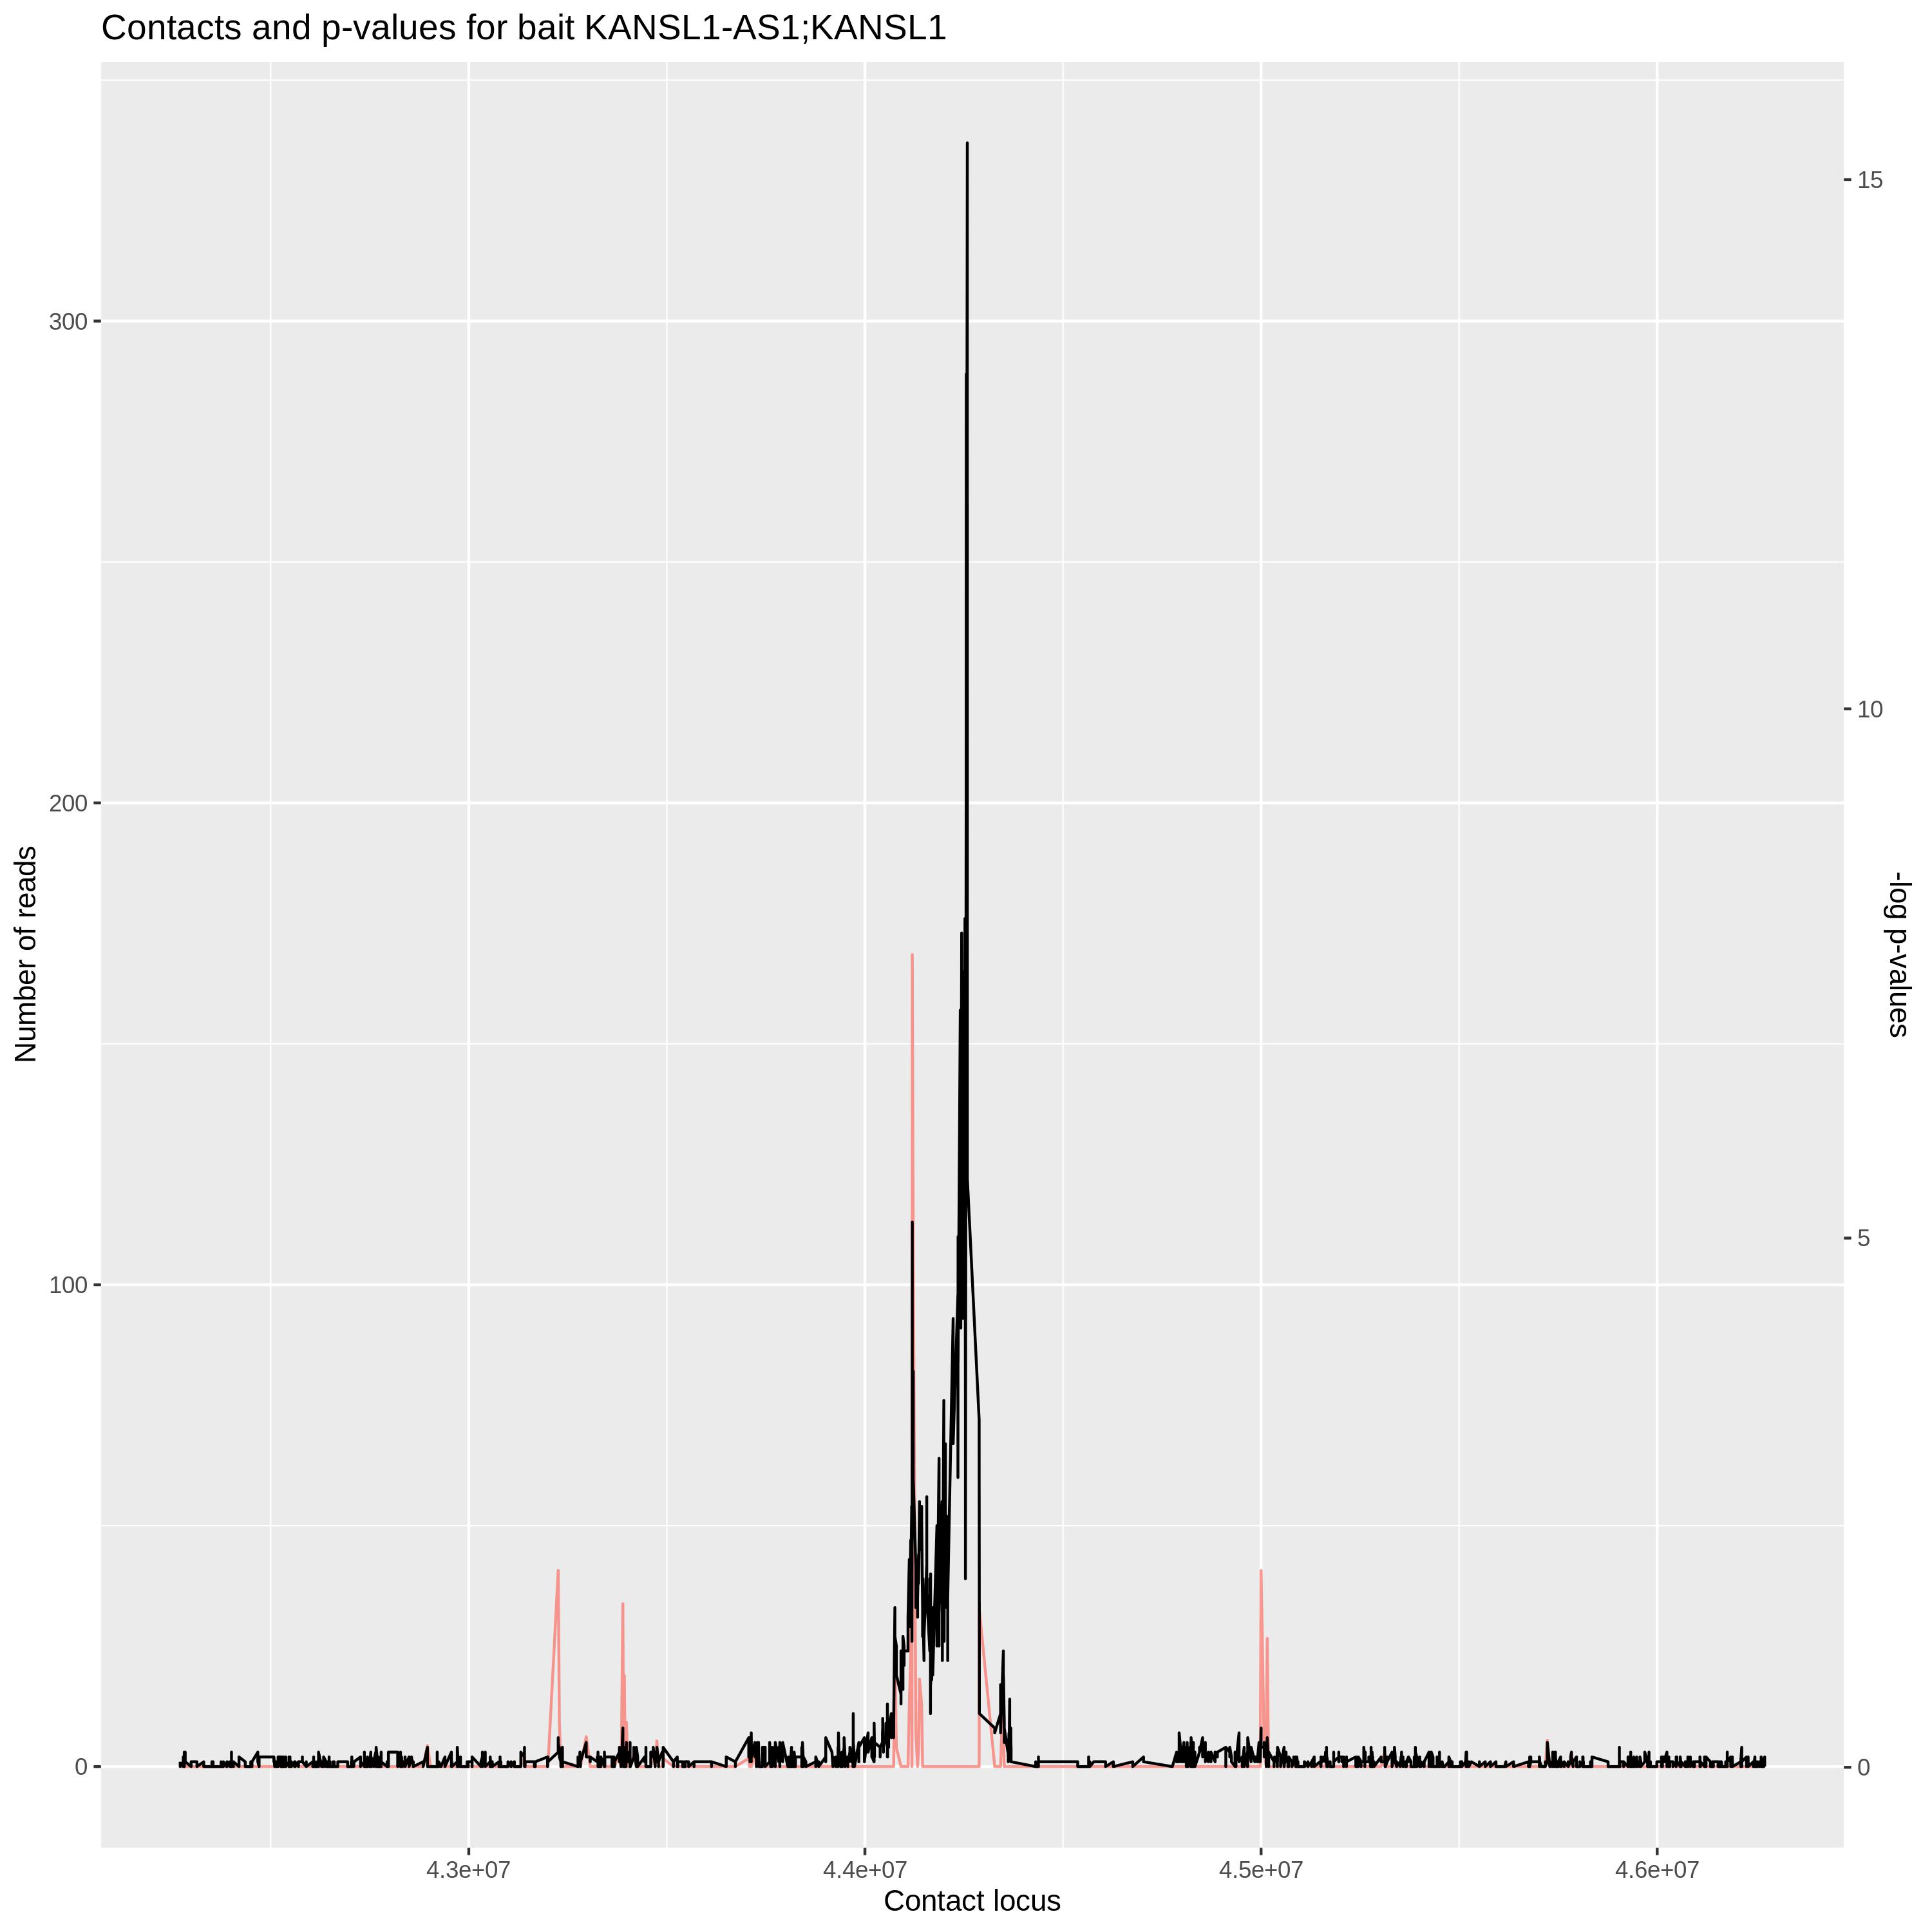 Contacts and p-values for bait KANSL1-AS1;KANSL1
Number of reads
300
200
100
0
15
10
5
0
-log p-values
4.3e+07
4.4e+07
4.5e+07
4.6e+07
Contact locus